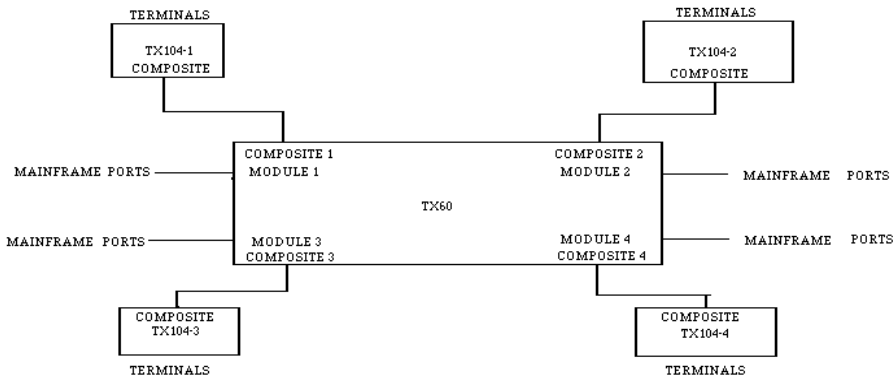 TERMINALS
TX104-1
COMPOSITE
TERMINALS
TX104-2
COMPOSITE
COMPOSITE 1
MODULE 1
COMPOSITE 2
MODULE 2
MAINFRAME PORTS
MAINFRAME PORTS
TX60
MAINFRAME PORTS
MAINFRAME PORTS
MODULE 3
COMPOSITE 3
MODULE 4
COMPOSITE 4
COMPOSITE
TX104-3
TERMINALS
COMPOSITE
TX104-4
TERMINALS